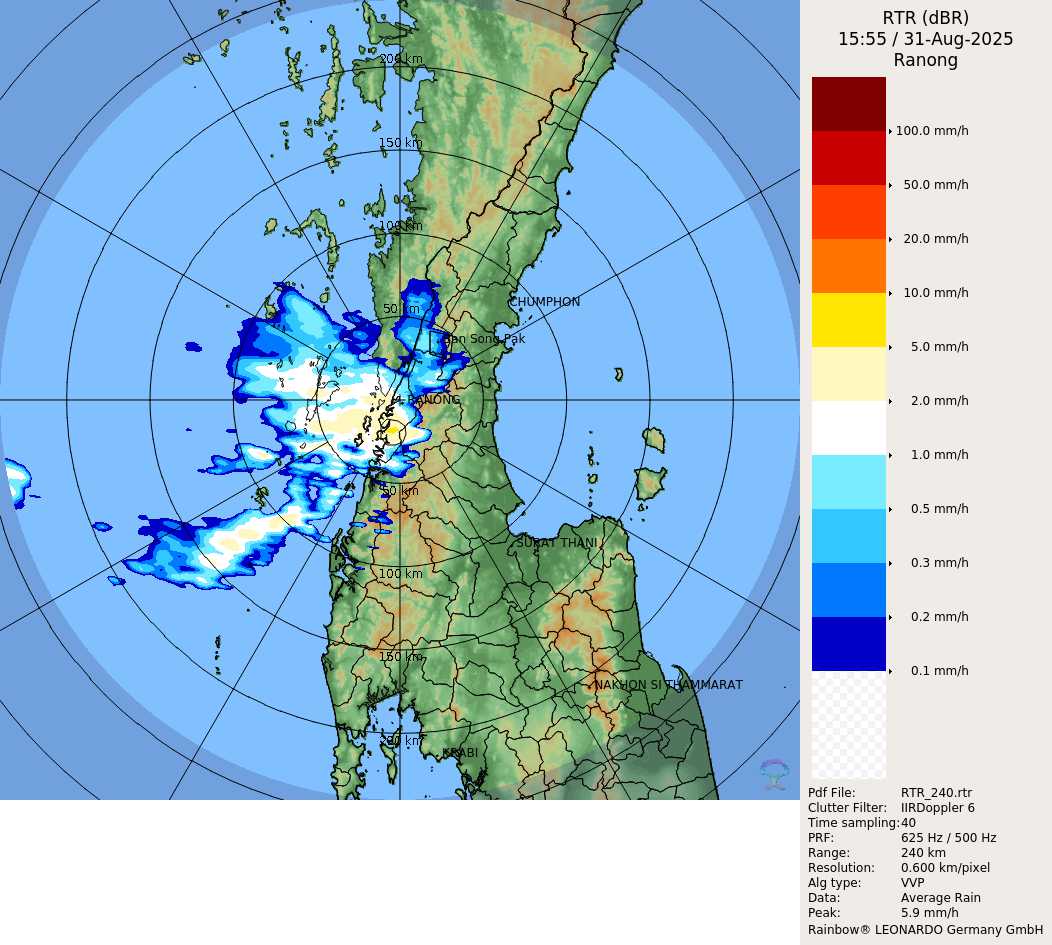 RTR (dBR)
15:55 / 31-Aug-2025
Ranong
200 km
150 km
100 km
50 km
CHUMPHON
Ban Song Pak
RANONG
50 km
SURAT THANI
100 km
150 km
NAKHON SI THAMMARAT
200 km
KRABI
100.0 mm/h
50.0 mm/h
20.0 mm/h
10.0 mm/h
5.0 mm/h
2.0 mm/h
1.0 mm/h
0.5 mm/h
0.3 mm/h
0.2 mm/h
0.1 mm/h
Pdf File: RTR_240.rtr
Clutter Filter: IIRDoppler 6
Time sampling:40
PRF: 625 Hz / 500 Hz
Range: 240 km
Resolution: 0.600 km/pixel
Alg type: VVP
Data: Average Rain
Peak: 5.9 mm/h
Rainbow® LEONARDO Germany GmbH